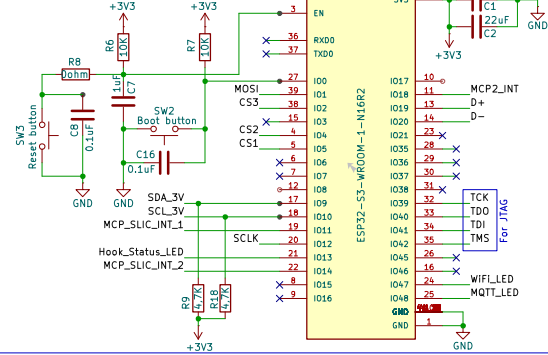 +3V3
+3V3
3V3
C1
22uF
C2
+3V3
GND
R6
10K
R7
10K
R8
0ohm
1uF
C7
SW3
Reset button
C8
0.1uF
SW2
Boot button
C16
0.1uF
GND
GND
3 EN
36 RXD0
37 TXD0
27 IO0
MOSI 39 IO1
CS3 38 IO2
15 IO3
CS2 4 IO4
CS1 5 IO5
6 IO6
7 IO7
12 IO8
SDA_3V 17 IO9
SCL_3V 18 IO10
MCP_SLIC_INT_1 19 IO11
SCLK 20 IO12
Hook_Status_LED 21 IO13
MCP_SLIC_INT_2 22 IO14
8 IO15
9 IO16
R9
4.7K
R18
4.7K
+3V3
ESP32-S3-WROOM-1-N16R2
IO17 10
IO18 11 MCP2_INT
IO19 13 D+
IO20 14 D-
IO21 23
IO35 28
IO36 29
IO37 30
IO38 31
IO39 32 TCK
IO40 33 TDO
IO41 34 TDI
IO42 35 TMS
For JTAG
IO45 26
IO46 16
IO47 24 WIFI_LED
IO48 25 MQTT_LED
GND
GND 1
GND